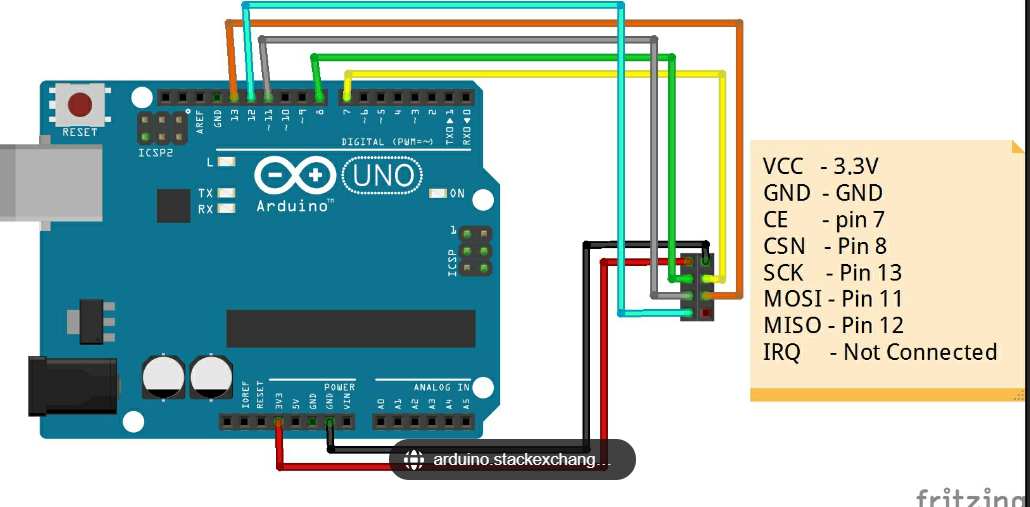 RESET
ICSP2
AREF
GND
13
12
~11
~10
~9
8
7
~6
~5
4
~3
2
TX0▶1
RX0◀0
DIGITAL (PWM=~)
L
TX
RX
UNO
Arduino™
ON
1
ICSP
VCC - 3.3V
GND - GND
CE - pin 7
CSN - Pin 8
SCK - Pin 13
MOSI - Pin 11
MISO - Pin 12
IRQ - Not Connected
POWER
ANALOG IN
IOREF
RESET
3V3
5V
GND
GND
VIN
A0
A1
A2
A3
A4
A5
arduino.stackexchang...
fritzing